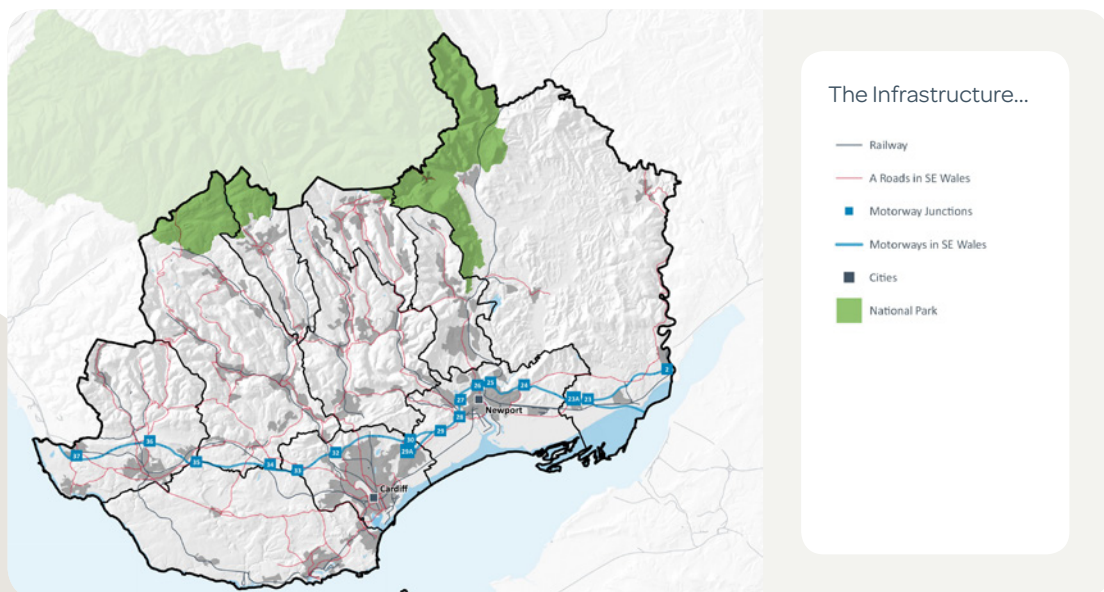 The Infrastructure...
Railway
A Roads in SE Wales
Motorway Junctions
Motorways in SE Wales
Cities
National Park
2
26
25
24
27
23A
23
Newport
28
29
30
36
29A
32
37
35
34
33
Cardiff